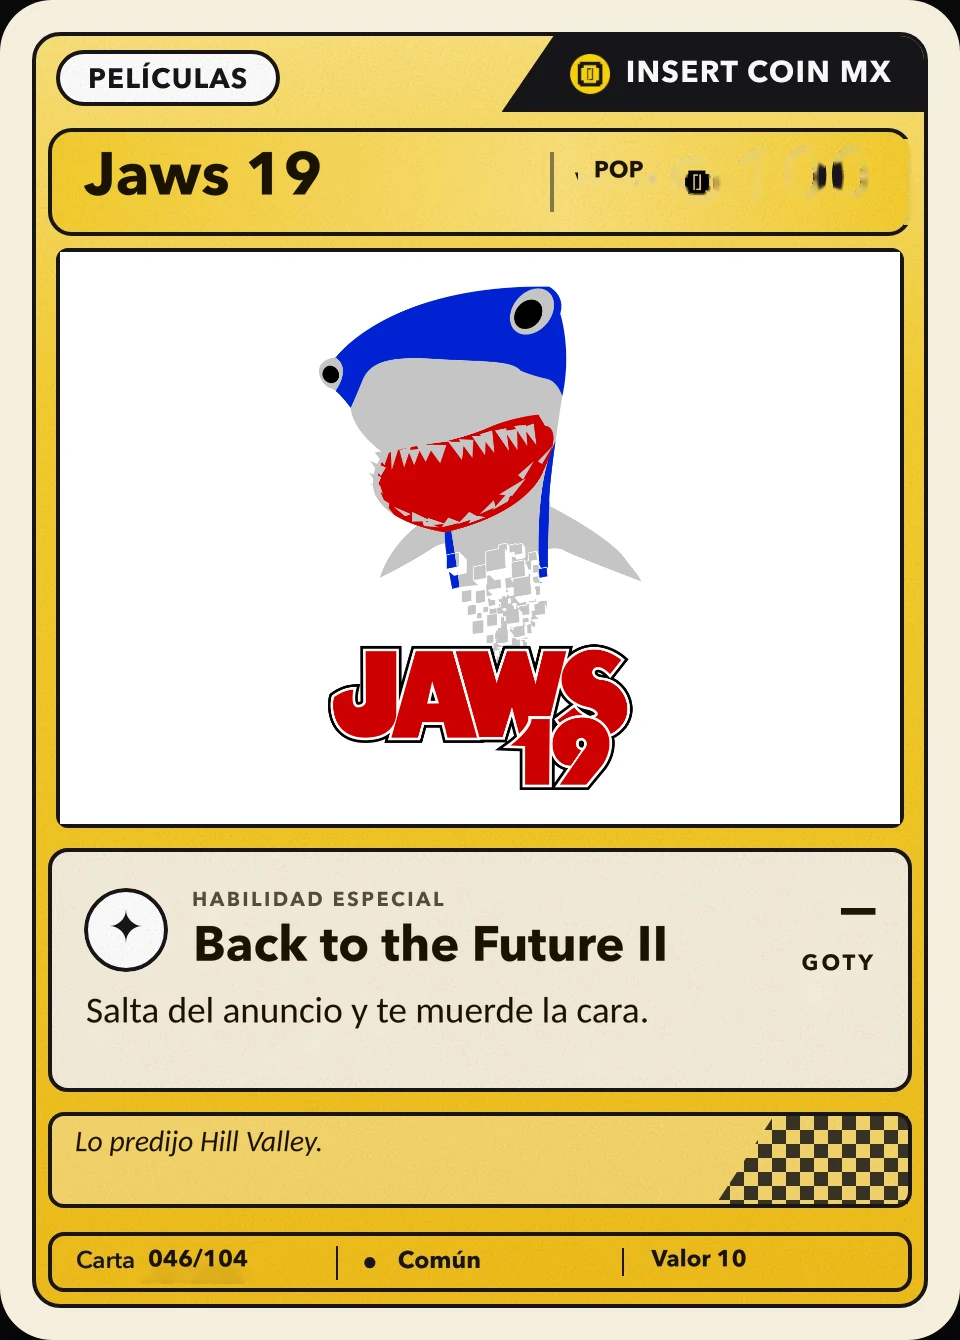 PELÍCULAS
INSERT COIN MX
Jaws 19
POP
JAWS
19
HABILIDAD ESPECIAL
Back to the Future II
—
GOTY
Salta del anuncio y te muerde la cara.
Lo predijo Hill Valley.
Carta 046/104
• Común
Valor 10